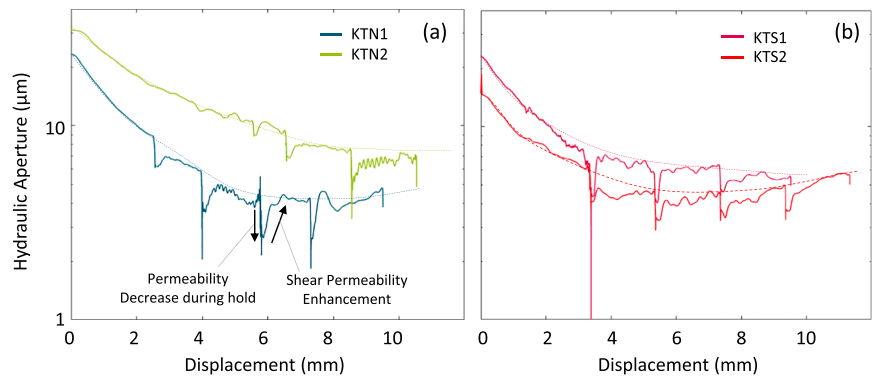 (a)
KTN1
KTN2
Hydraulic Aperture (µm)
10
1
Permeability
Decrease during hold
Shear Permeability
Enhancement
0
2
4
6
8
10
Displacement (mm)
(b)
KTS1
KTS2
0
2
4
6
8
10
Displacement (mm)